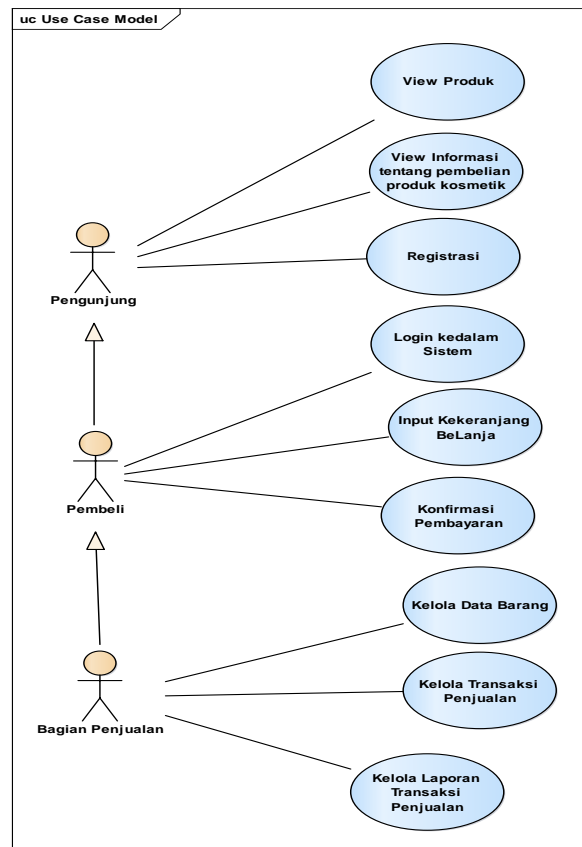 uc Use Case Model
View Produk
View Informasi
tentang pembelian
produk kosmetik
Pengunjung
Registrasi
Login kedalam
Sistem
Input Kekeranjang
BeLanja
Pembeli
Konfirmasi
Pembayaran
Kelola Data Barang
Kelola Transaksi
Penjualan
Bagian Penjualan
Kelola Laporan
Transaksi
Penjualan